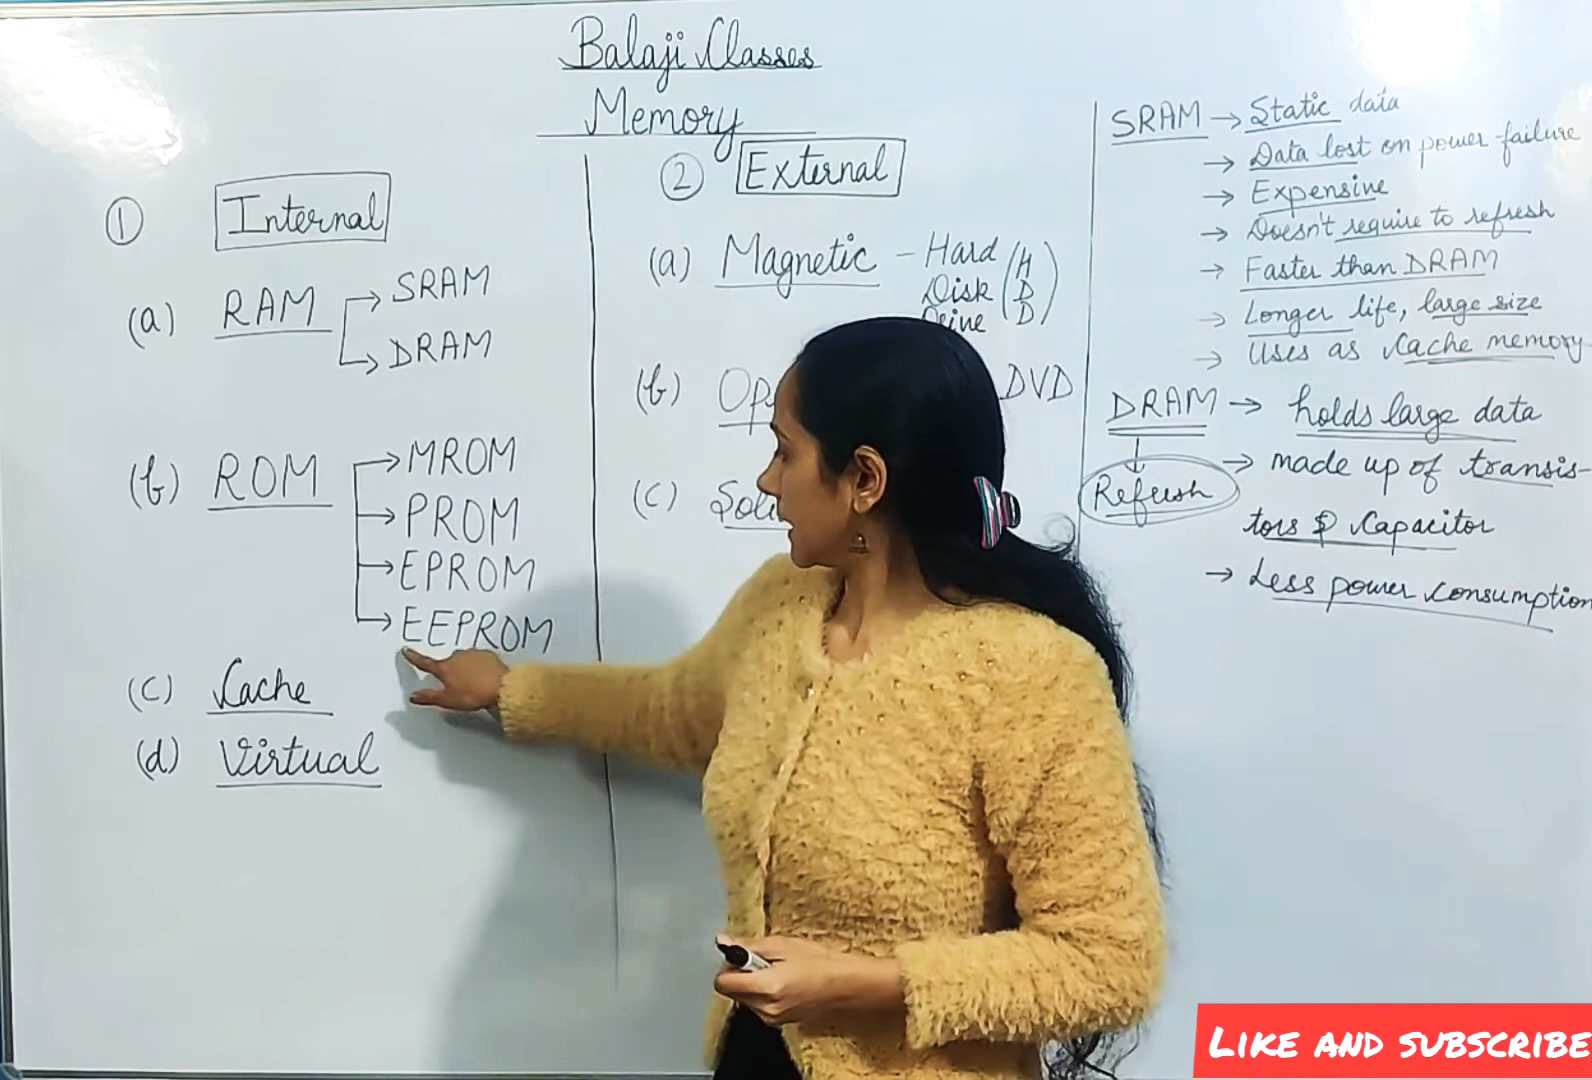 Balaji Classes
Memory
① Internal
(a) RAM → SRAM
→ DRAM
(b) ROM → MROM
→ PROM
→ EPROM
→ EEPROM
(c) Cache
(d) Virtual
② External
(a) Magnetic - Hard Disk Drive (HDD)
(b) DVD
(c)
SRAM → Static data
→ Data lost on power failure
→ Expensive
→ Doesn't require to refresh
→ Faster than DRAM
→ Longer life, large size
→ Uses as Cache memory
DRAM → holds large data
↓
Refresh
→ made up of transis-
tors & Capacitor
→ Less power consumption
LIKE AND SUBSCRIBE